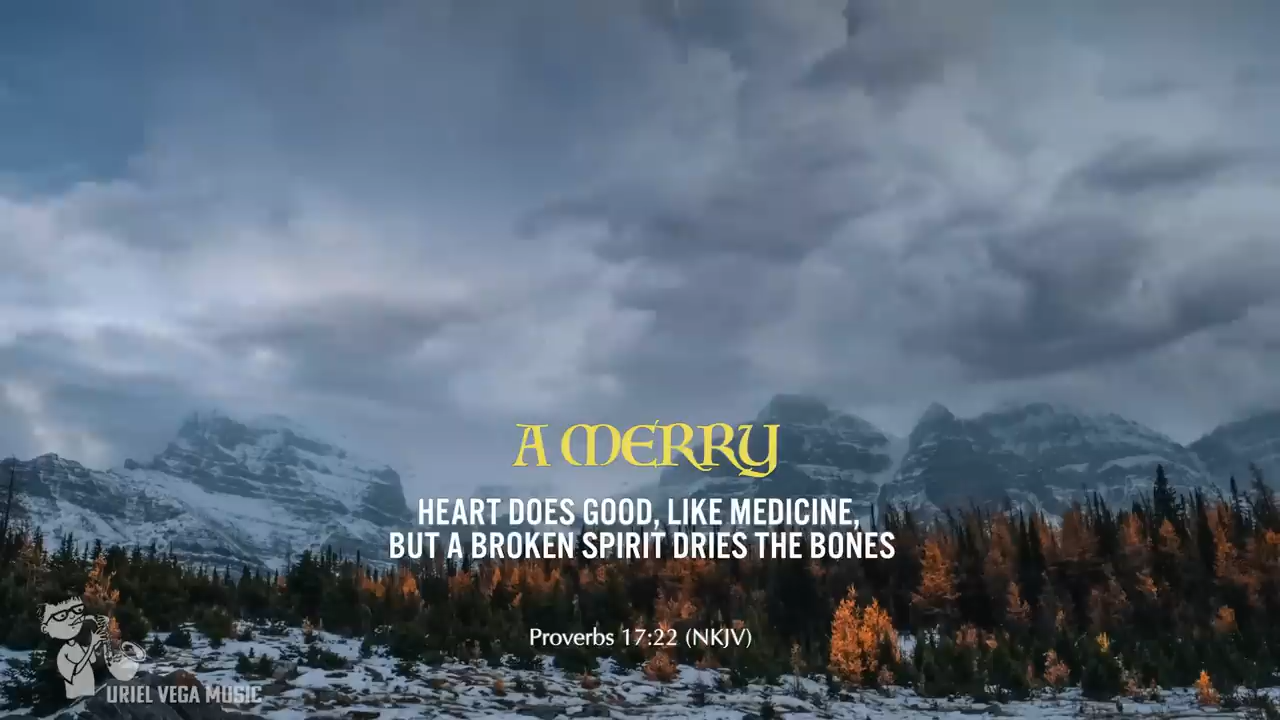 A MERRY
HEART DOES GOOD, LIKE MEDICINE,
BUT A BROKEN SPIRIT DRIES THE BONES
Proverbs 17:22 (NKJV)
URIEL VEGA MUSIC